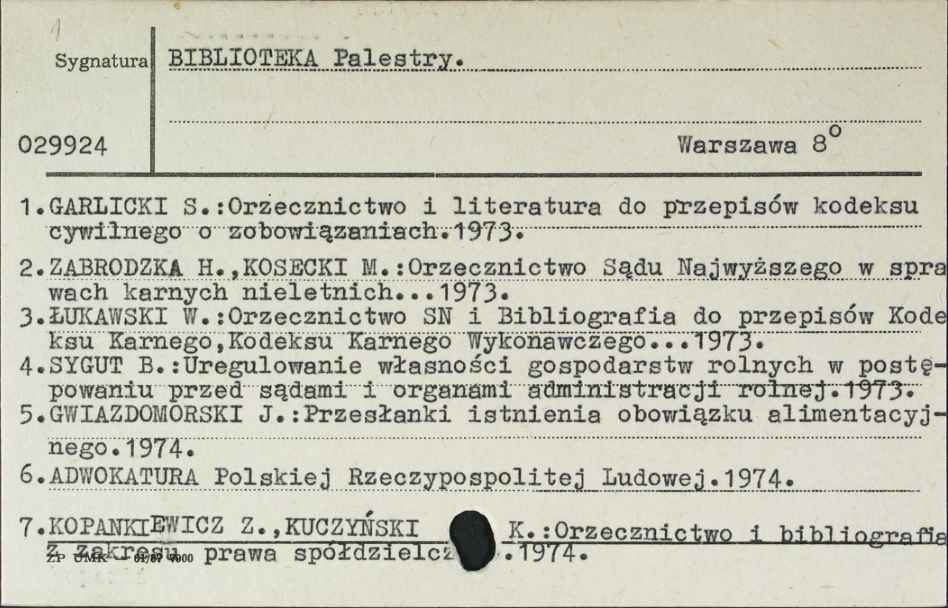 Sygnatura BIBLIOTEKA Palestry.
029924 Warszawa 8°
1.GARLICKI S.:Orzecznictwo i literatura do przepisów kodeksu
cywilnego o zobowiązaniach.1973.
2.ZABRODZKA H.,KOSECKI M.:Orzecznictwo Sądu Najwyższego w spra
wach karnych nieletnich...1973.
3.ŁUKAWSKI W.:Orzecznictwo SN i Bibliografia do przepisów Kode
ksu Karnego,Kodeksu Karnego Wykonawczego...1973.
4.SYGUT B.:Uregulowanie własności gospodarstw rolnych w postę-
powaniu przed sądami i organami administracji rolnej.1973.
5.GWIAZDOMORSKI J.:Przesłanki istnienia obowiązku alimentacyj-
nego.1974.
6.ADWOKATURA Polskiej Rzeczypospolitej Ludowej.1974.
7.KOPANKIEWICZ Z.,KUCZYŃSKI K.:Orzecznictwo i bibliografia
z zakresu prawa spółdzielcz ..1974.
ZP UMK